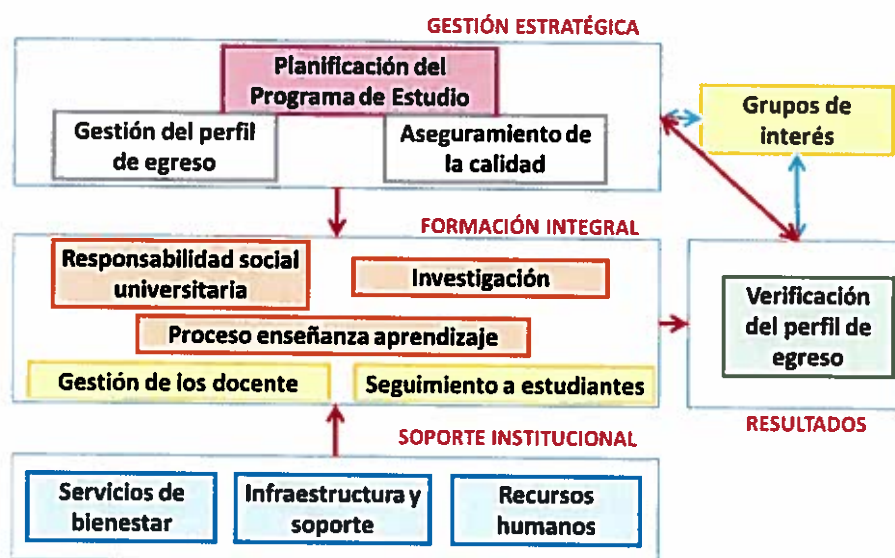 GESTIÓN ESTRATÉGICA
Planificación del
Programa de Estudio
Gestión del perfil
de egreso
Aseguramiento de
la calidad
Grupos de
interés
FORMACIÓN INTEGRAL
Responsabilidad social
universitaria
Investigación
Proceso enseñanza aprendizaje
Gestión de los docente
Seguimiento a estudiantes
Verificación
del perfil de
egreso
RESULTADOS
SOPORTE INSTITUCIONAL
Servicios de
bienestar
Infraestructura y
soporte
Recursos
humanos